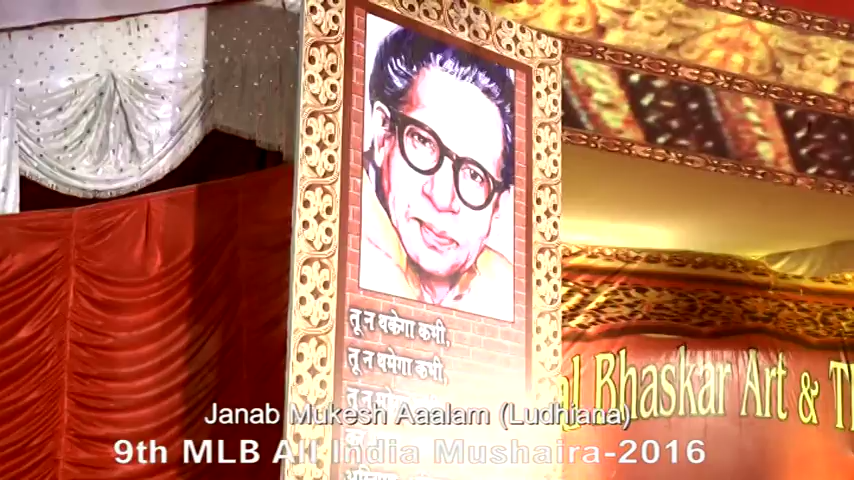 तू न थकेगा कभी,
तू न थमेगा कभी,
तू न
Bhaskar Art &
Janab Mukesh Aaalam (Ludhiana)
9th MLB All India Mushaira-2016